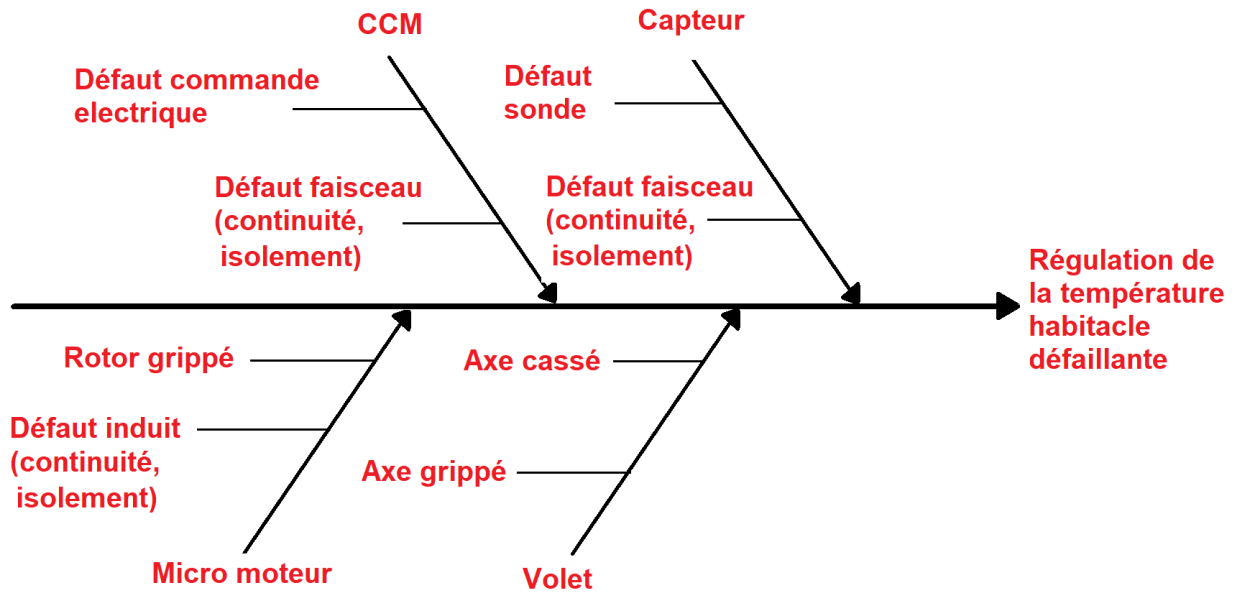 CCM
Capteur
Défaut commande
electrique
Défaut
sonde
Défaut faisceau
(continuité,
isolement)
Défaut faisceau
(continuité,
isolement)
Régulation de
la température
habitacle
défaillante
Rotor grippé
Axe cassé
Défaut induit
(continuité,
isolement)
Axe grippé
Micro moteur
Volet